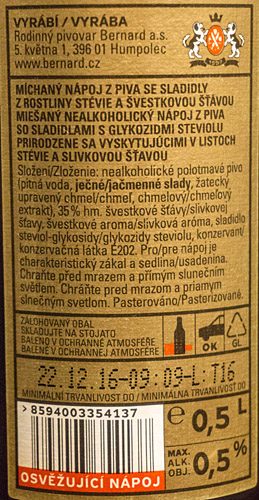 VYRÁBÍ / VYRÁBA
Rodinný pivovar Bernard a.s.
5. května 1, 396 01 Humpolec
www.bernard.cz
1597
MÍCHANÝ NÁPOJ Z PIVA SE SLADIDLY
Z ROSTLINY STÉVIE A ŠVESTKOVOU ŠŤÁVOU
MIEŠANÝ NEALKOHOLICKÝ NÁPOJ Z PIVA
SO SLADIDLAMI S GLYKOZIDMI STEVIOLU
PRIRODZENE SA VYSKYTUJÚCIMI V LISTOCH
STÉVIE A SLIVKOVOU ŠŤAVOU
Složení/Zloženie: nealkoholické polotmavé pivo
(pitná voda, ječné/jačmenné slady, žatecký
upravený chmel/chmeľ, chmelový/chmeľový
extrakt), 35% hm. švestkové šťávy/slivkovej
šťavy, švestkové aroma/slivková aróma, sladidlo
steviol-glykosidy/glykozidy steviolu, konzervant/
konzervačná látka E202. Pro/pre nápoj je
charakteristický zákal a sedlina/usadenina.
Chraňte před mrazem a přímým slunečním
světlem. Chráňte pred mrazom a priamym
slnečným svetlom. Pasterováno/Pasterizované.
ZÁLOHOVANÝ OBAL
SKLADUJTE NA STOJATO
BALENO V OCHRANNÉ ATMOSFÉŘE
BALENÉ V OCHRANNEJ ATMOSFÉRE
OK
GL
22.12.16-09:09-L:T16
MINIMÁLNÍ TRVANLIVOST DO / MINIMÁLNA TRVANLIVOSŤ DO
8594003354137 >
e 0,5 L
MAX.
ALK.
OBJ. 0,5%
OSVĚŽUJÍCÍ NÁPOJ